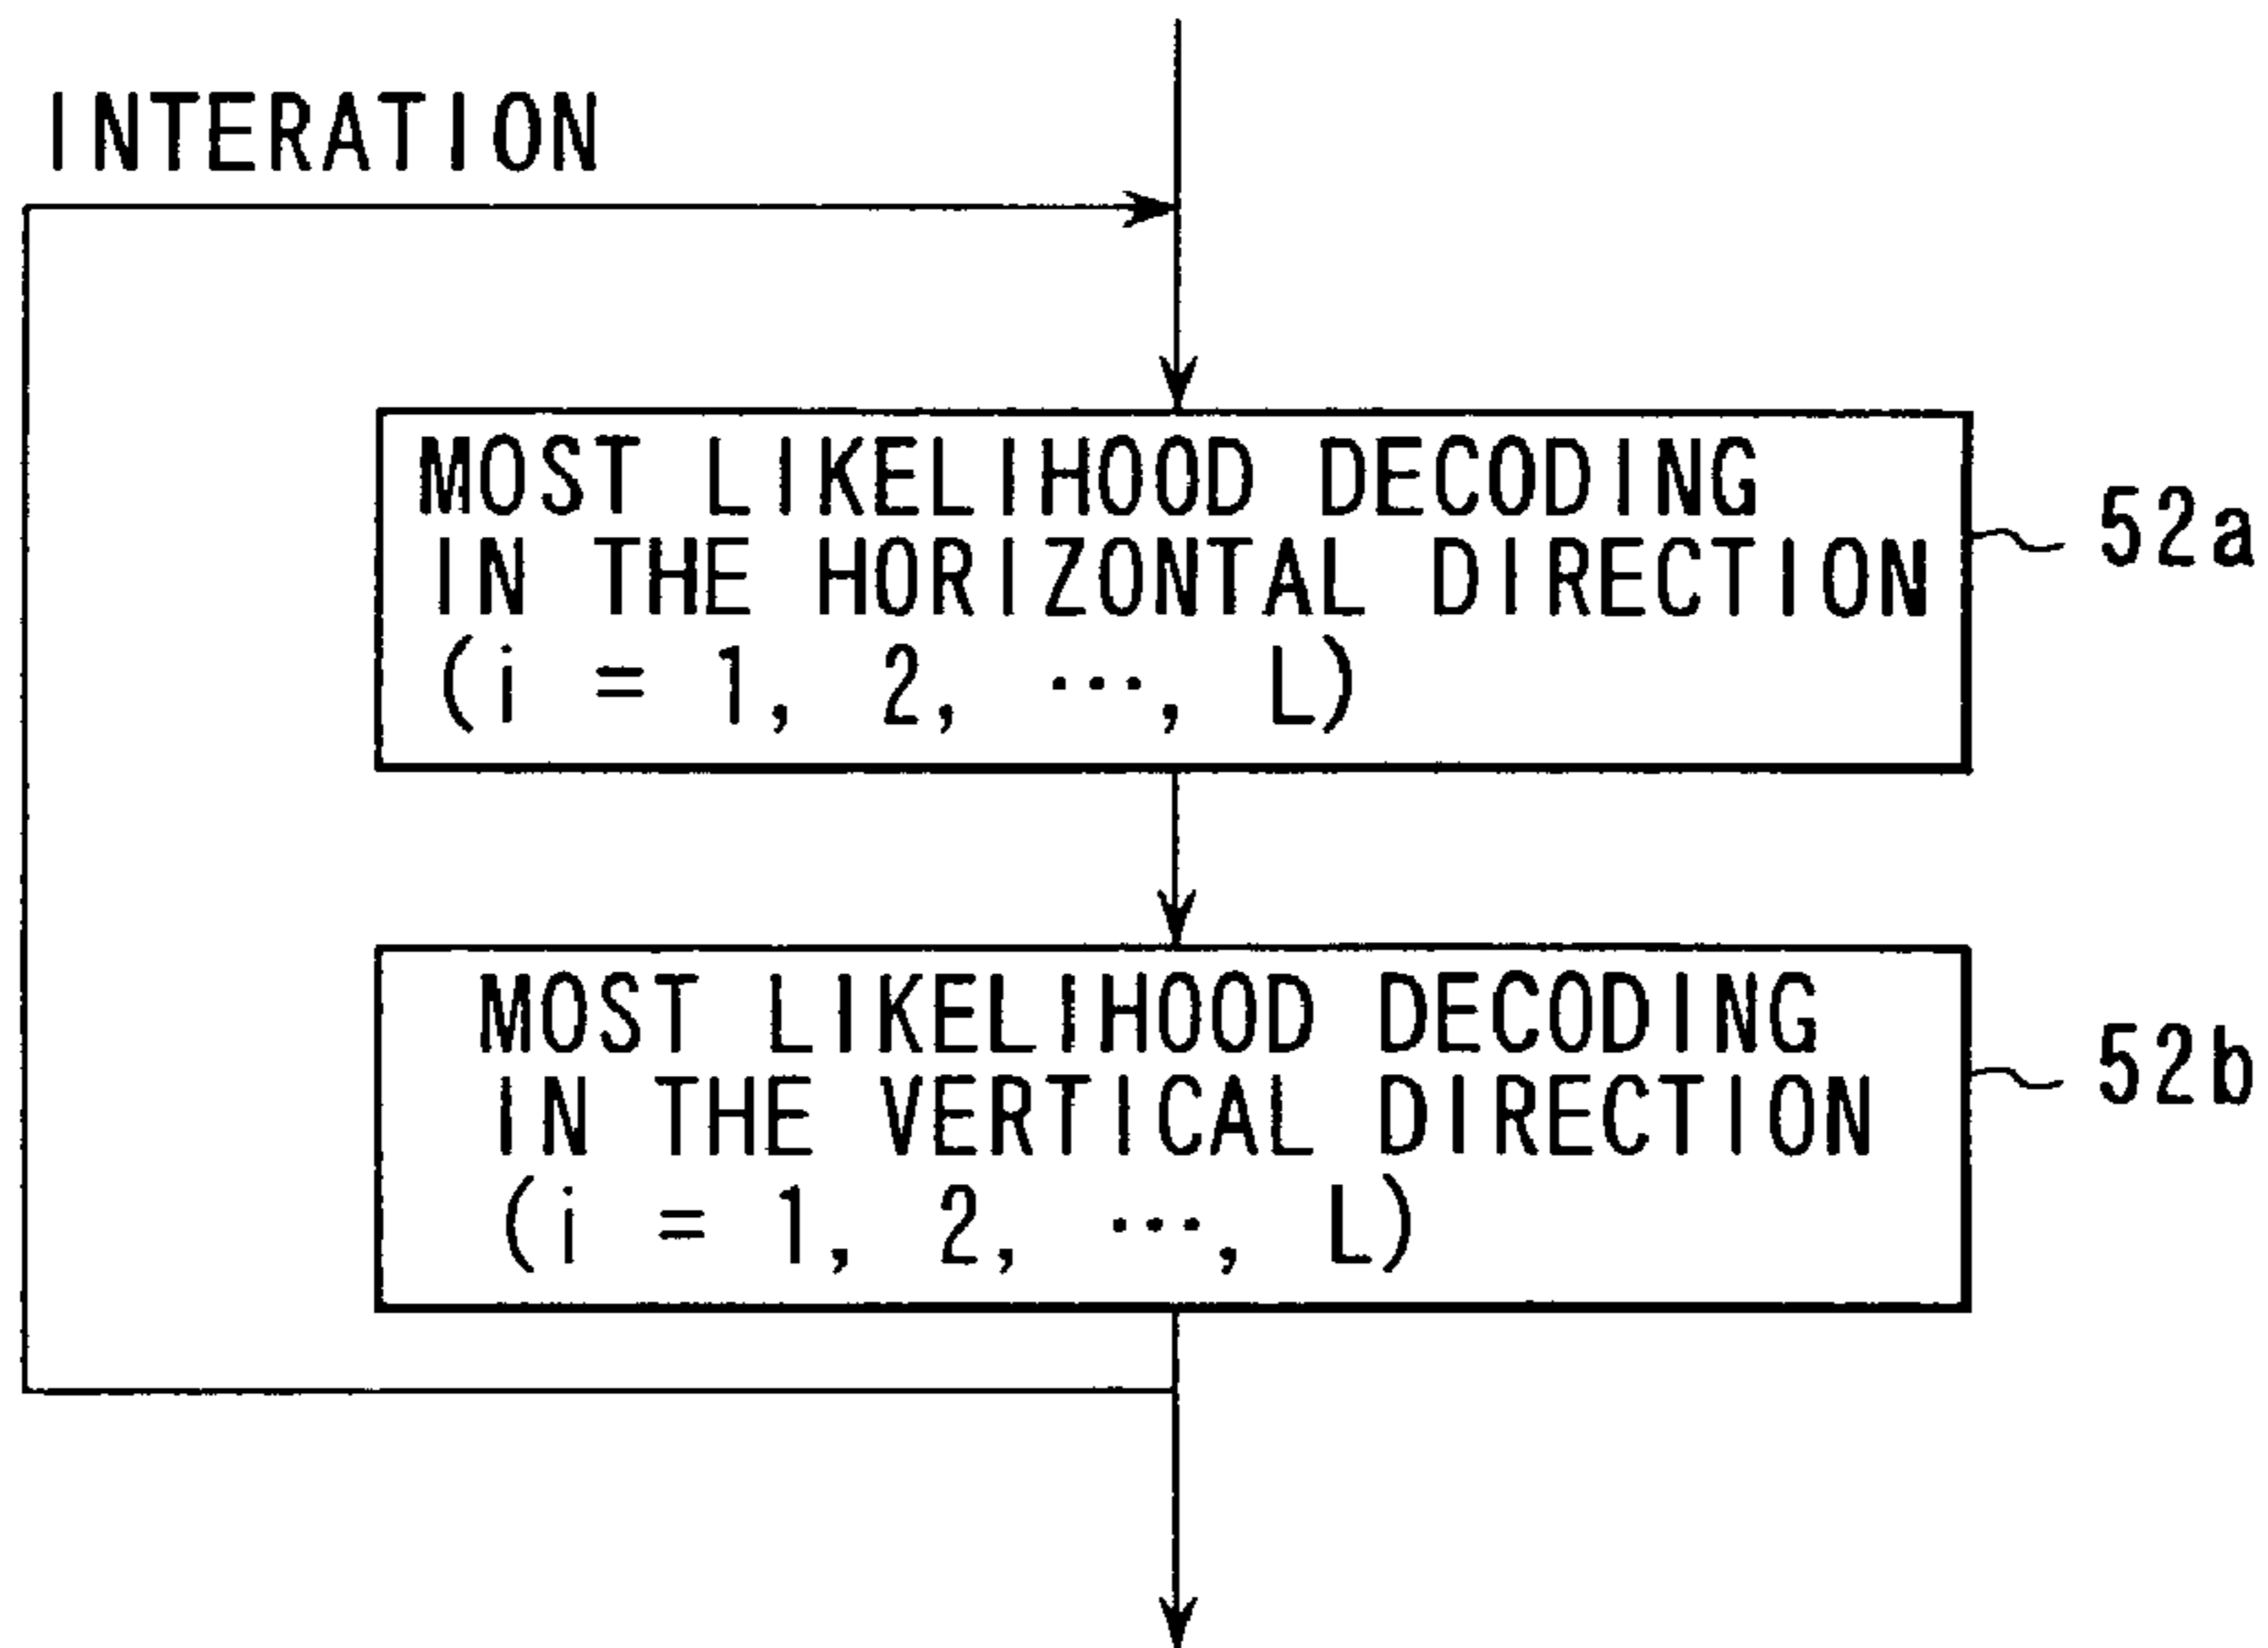 INTERATION
MOST LIKELIHOOD DECODING
IN THE HORIZONTAL DIRECTION
(i = 1, 2, ⋯, L)
52a
MOST LIKELIHOOD DECODING
IN THE VERTICAL DIRECTION
(i = 1, 2, ⋯, L)
52b